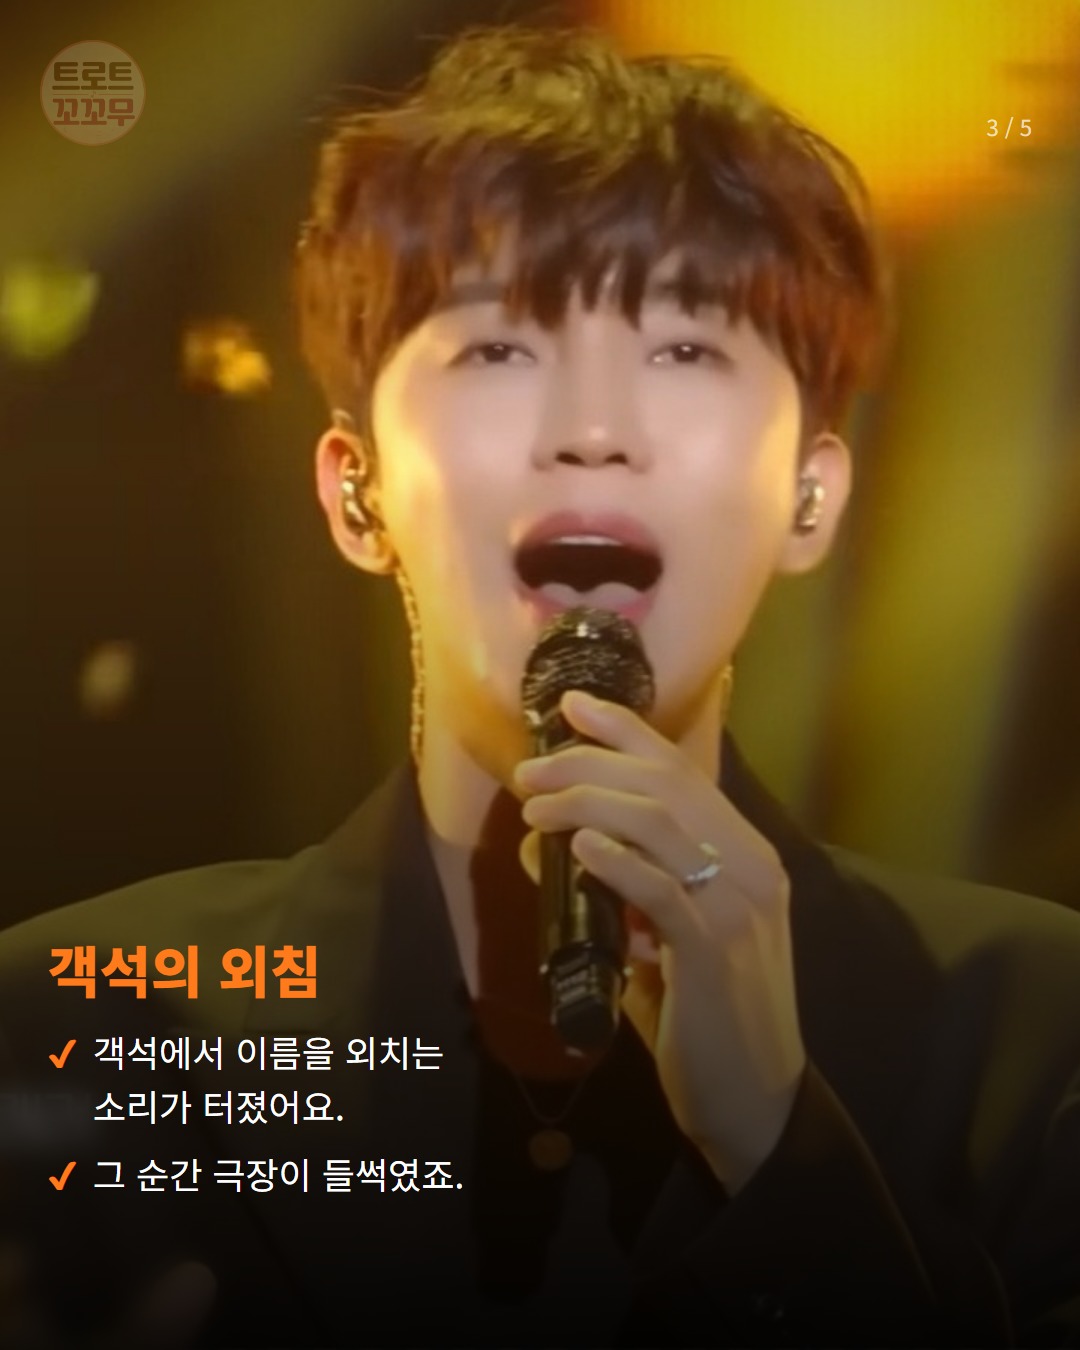 트로트
꼬꼬무
3 / 5
객석의 외침
✔ 객석에서 이름을 외치는
소리가 터졌어요.
✔ 그 순간 극장이 들썩였죠.